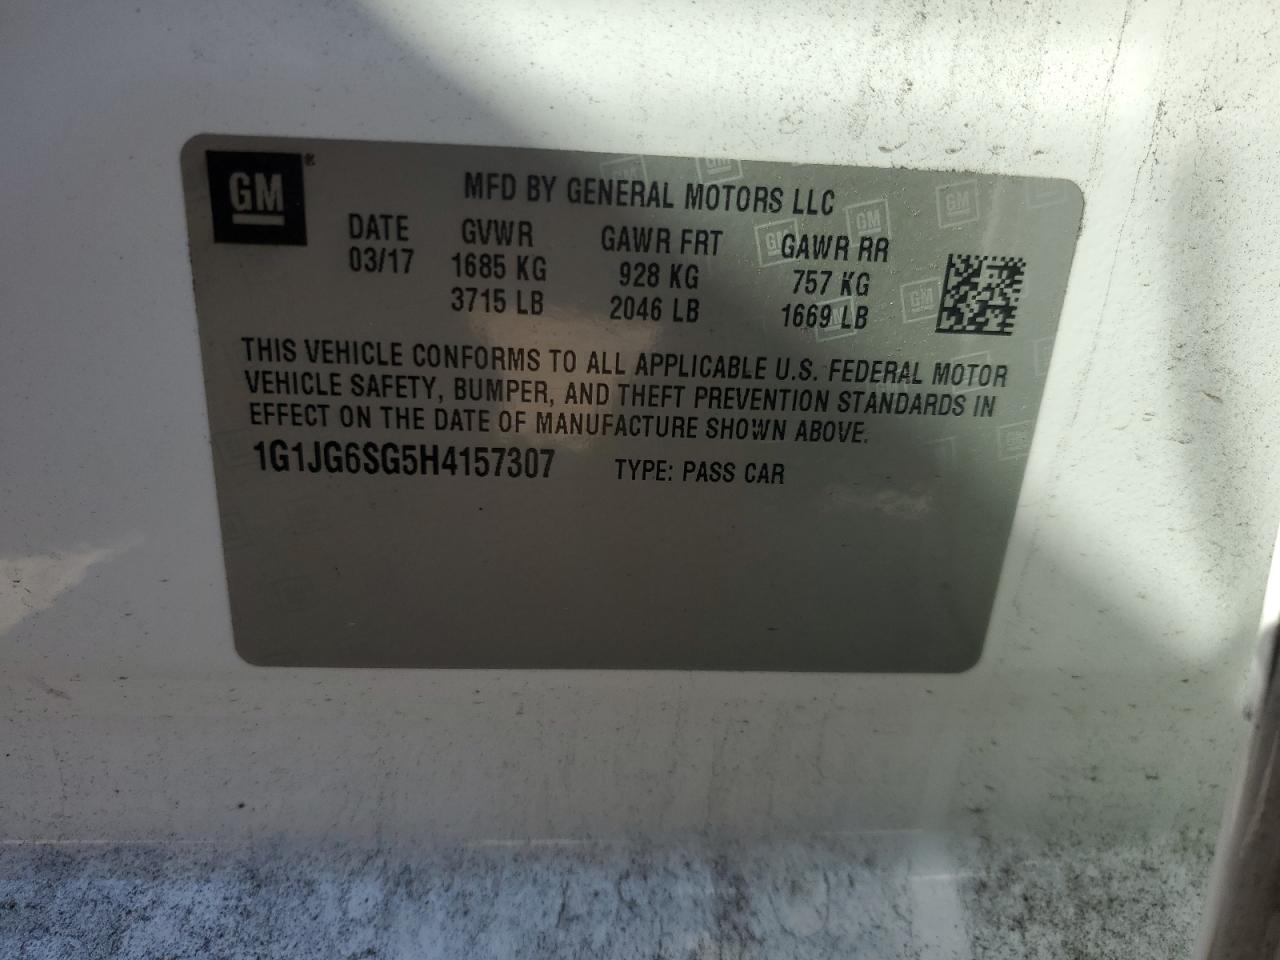 GM®
MFD BY GENERAL MOTORS LLC
DATE GVWR GAWR FRT GAWR RR
03/17 1685 KG 928 KG 757 KG
3715 LB 2046 LB 1669 LB
THIS VEHICLE CONFORMS TO ALL APPLICABLE U.S. FEDERAL MOTOR
VEHICLE SAFETY, BUMPER, AND THEFT PREVENTION STANDARDS IN
EFFECT ON THE DATE OF MANUFACTURE SHOWN ABOVE.
1G1JG6SG5H4157307 TYPE: PASS CAR